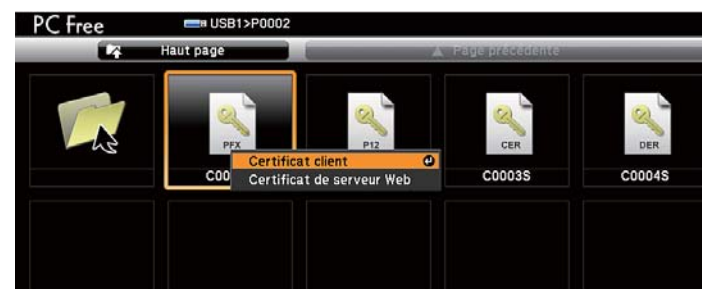 PC Free USB1>P0002
Haut page Page précédente
PFX P12 CER DER
Certificat client
C00 Certificat de serveur Web C0003S C0004S